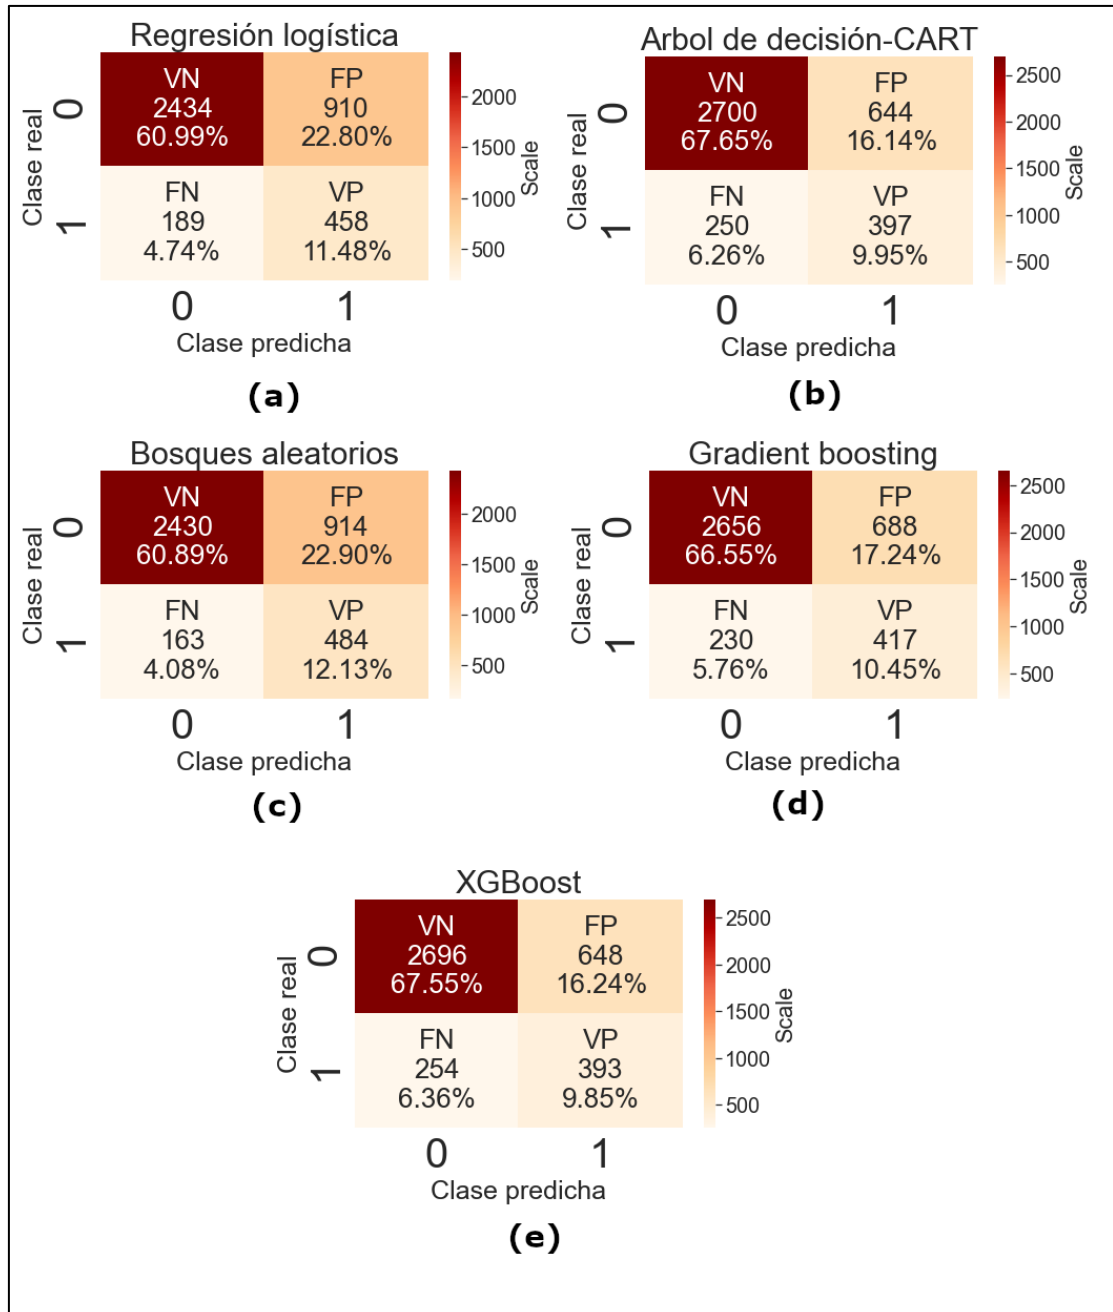 Regresión logística
VN
2434
60.99%
FP
910
22.80%
FN
189
4.74%
VP
458
11.48%
0
1
Clase real
0
1
Clase predicha
2000
1500
1000
500
Scale
(a)
Arbol de decisión-CART
VN
2700
67.65%
FP
644
16.14%
FN
250
6.26%
VP
397
9.95%
0
1
Clase real
0
1
Clase predicha
2500
2000
1500
1000
500
Scale
(b)
Bosques aleatorios
VN
2430
60.89%
FP
914
22.90%
FN
163
4.08%
VP
484
12.13%
0
1
Clase real
0
1
Clase predicha
2000
1500
1000
500
Scale
(c)
Gradient boosting
VN
2656
66.55%
FP
688
17.24%
FN
230
5.76%
VP
417
10.45%
0
1
Clase real
0
1
Clase predicha
2500
2000
1500
1000
500
Scale
(d)
XGBoost
VN
2696
67.55%
FP
648
16.24%
FN
254
6.36%
VP
393
9.85%
0
1
Clase real
0
1
Clase predicha
2500
2000
1500
1000
500
Scale
(e)